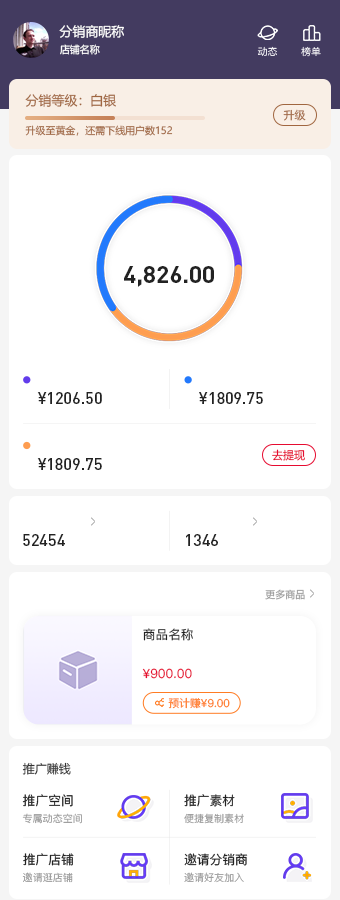 分销商昵称
店铺名称
动态
榜单
分销等级：白银
升级至黄金，还需下线用户数152
升级
4,826.00
¥1206.50
¥1809.75
¥1809.75
去提现
52454
1346
更多商品
商品名称
¥900.00
预计赚¥9.00
推广赚钱
推广空间
专属动态空间
推广素材
便捷复制素材
推广店铺
邀请逛店铺
邀请分销商
邀请好友加入